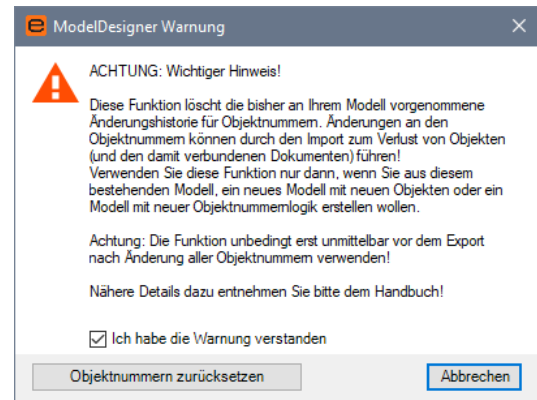 e ModelDesigner Warnung
ACHTUNG: Wichtiger Hinweis!
Diese Funktion löscht die bisher an Ihrem Modell vorgenommene
Änderungshistorie für Objektnummern. Änderungen an den
Objektnummern können durch den Import zum Verlust von Objekten
(und den damit verbundenen Dokumenten) führen!
Verwenden Sie diese Funktion nur dann, wenn Sie aus diesem
bestehenden Modell, ein neues Modell mit neuen Objekten oder ein
Modell mit neuer Objektnummernlogik erstellen wollen.
Achtung: Die Funktion unbedingt erst unmittelbar vor dem Export
nach Änderung aller Objektnummern verwenden!
Nähere Details dazu entnehmen Sie bitte dem Handbuch!
Ich habe die Warnung verstanden
Objektnummern zurücksetzen Abbrechen